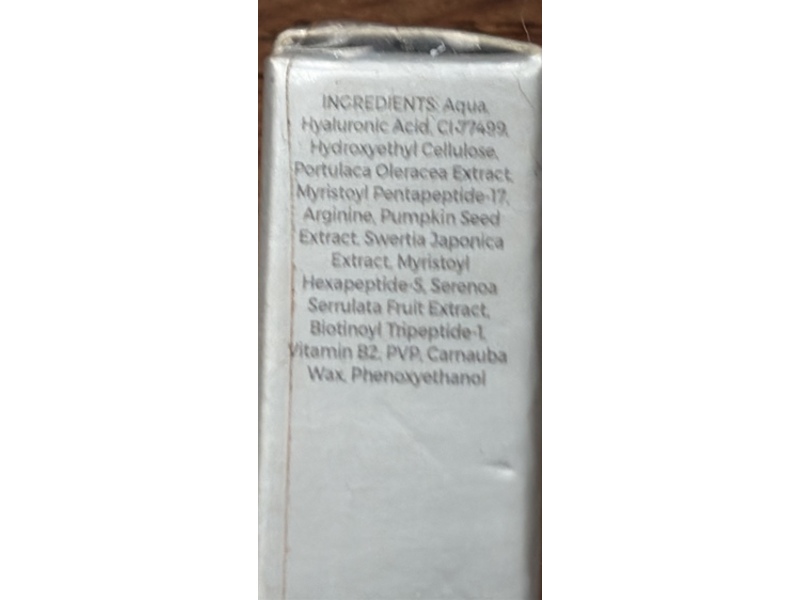 INGREDIENTS: Aqua,
Hyaluronic Acid, CI-77499,
Hydroxyethyl Cellulose,
Portulaca Oleracea Extract,
Myristoyl Pentapeptide-17,
Arginine, Pumpkin Seed
Extract, Swertia Japonica
Extract, Myristoyl
Hexapeptide-5, Serenoa
Serrulata Fruit Extract,
Biotinoyl Tripeptide-1,
Vitamin B2, PVP, Carnauba
Wax, Phenoxyethanol